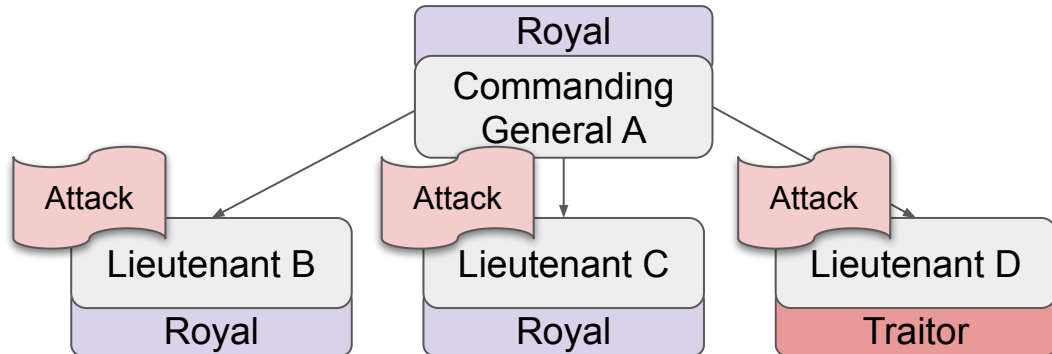 Royal
Commanding
General A
Attack
Attack
Attack
Lieutenant B
Lieutenant C
Lieutenant D
Royal
Royal
Traitor